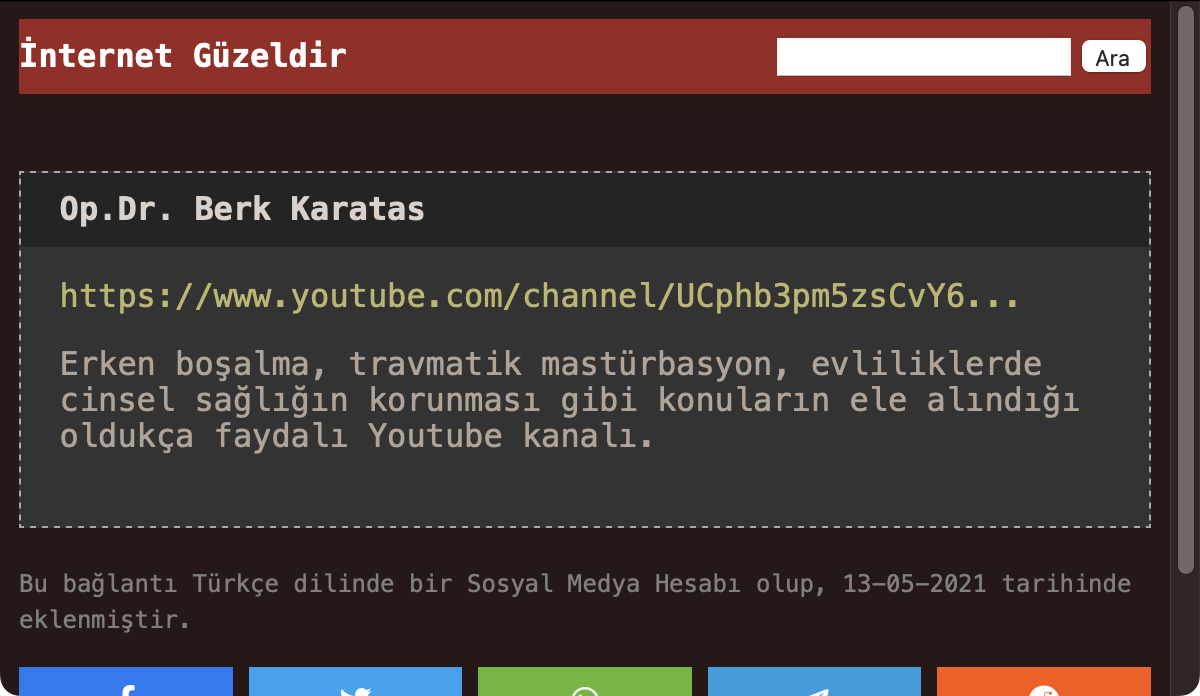 İnternet Güzeldir
Ara
Op.Dr. Berk Karatas
https://www.youtube.com/channel/UCphb3pm5zsCvY6...
Erken boşalma, travmatik mastürbasyon, evliliklerde
cinsel sağlığın korunması gibi konuların ele alındığı
oldukça faydalı Youtube kanalı.
Bu bağlantı Türkçe dilinde bir Sosyal Medya Hesabı olup, 13-05-2021 tarihinde
eklenmiştir.